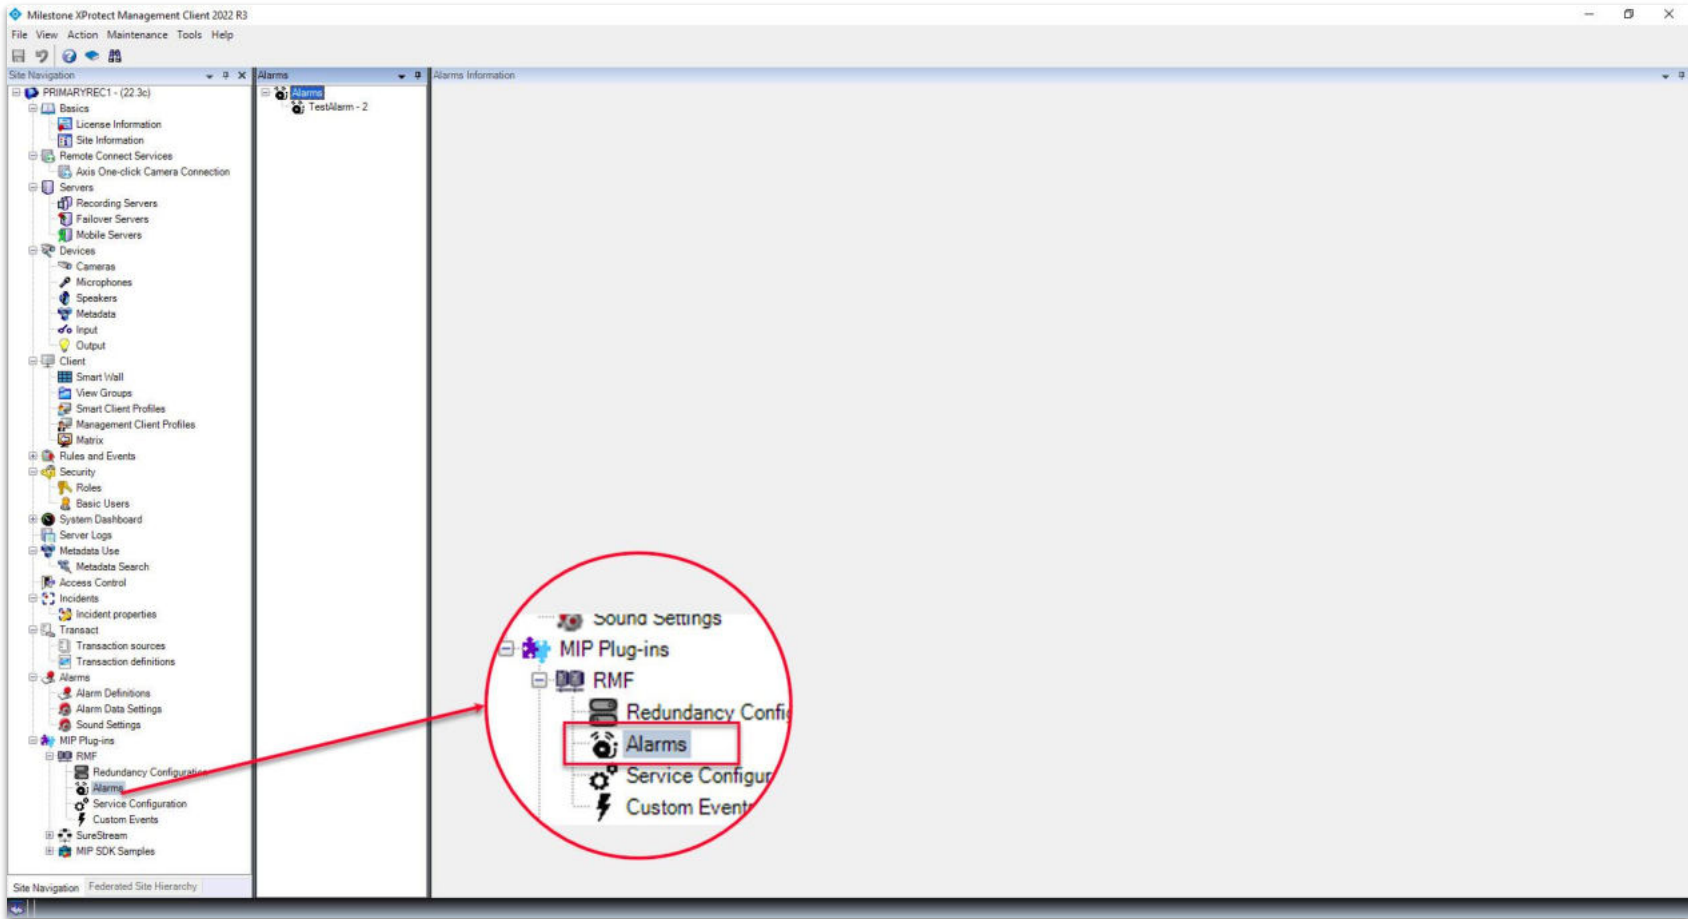 Milestone XProtect Management Client 2022 R3
File View Action Maintenance Tools Help
Site Navigation
Alarms
Alarms Information
PRIMARYREC1 - (22.3c)
Basics
License Information
Site Information
Remote Connect Services
Axis One-click Camera Connection
Servers
Recording Servers
Failover Servers
Mobile Servers
Devices
Cameras
Microphones
Speakers
Metadata
Input
Output
Client
Smart Wall
View Groups
Smart Client Profiles
Management Client Profiles
Matrix
Rules and Events
Security
Roles
Basic Users
System Dashboard
Server Logs
Metadata Use
Metadata Search
Access Control
Incidents
Incident properties
Transact
Transaction sources
Transaction definitions
Alarms
Alarm Definitions
Alarm Data Settings
Sound Settings
MIP Plug-ins
RMF
Redundancy Configuration
Alarms
Service Configuration
Custom Events
SureStream
MIP SDK Samples
Site Navigation Federated Site Hierarchy
Alarms
TestAlarm - 2
Sound Settings
MIP Plug-ins
RMF
Redundancy Confi
Alarms
Service Configur
Custom Event